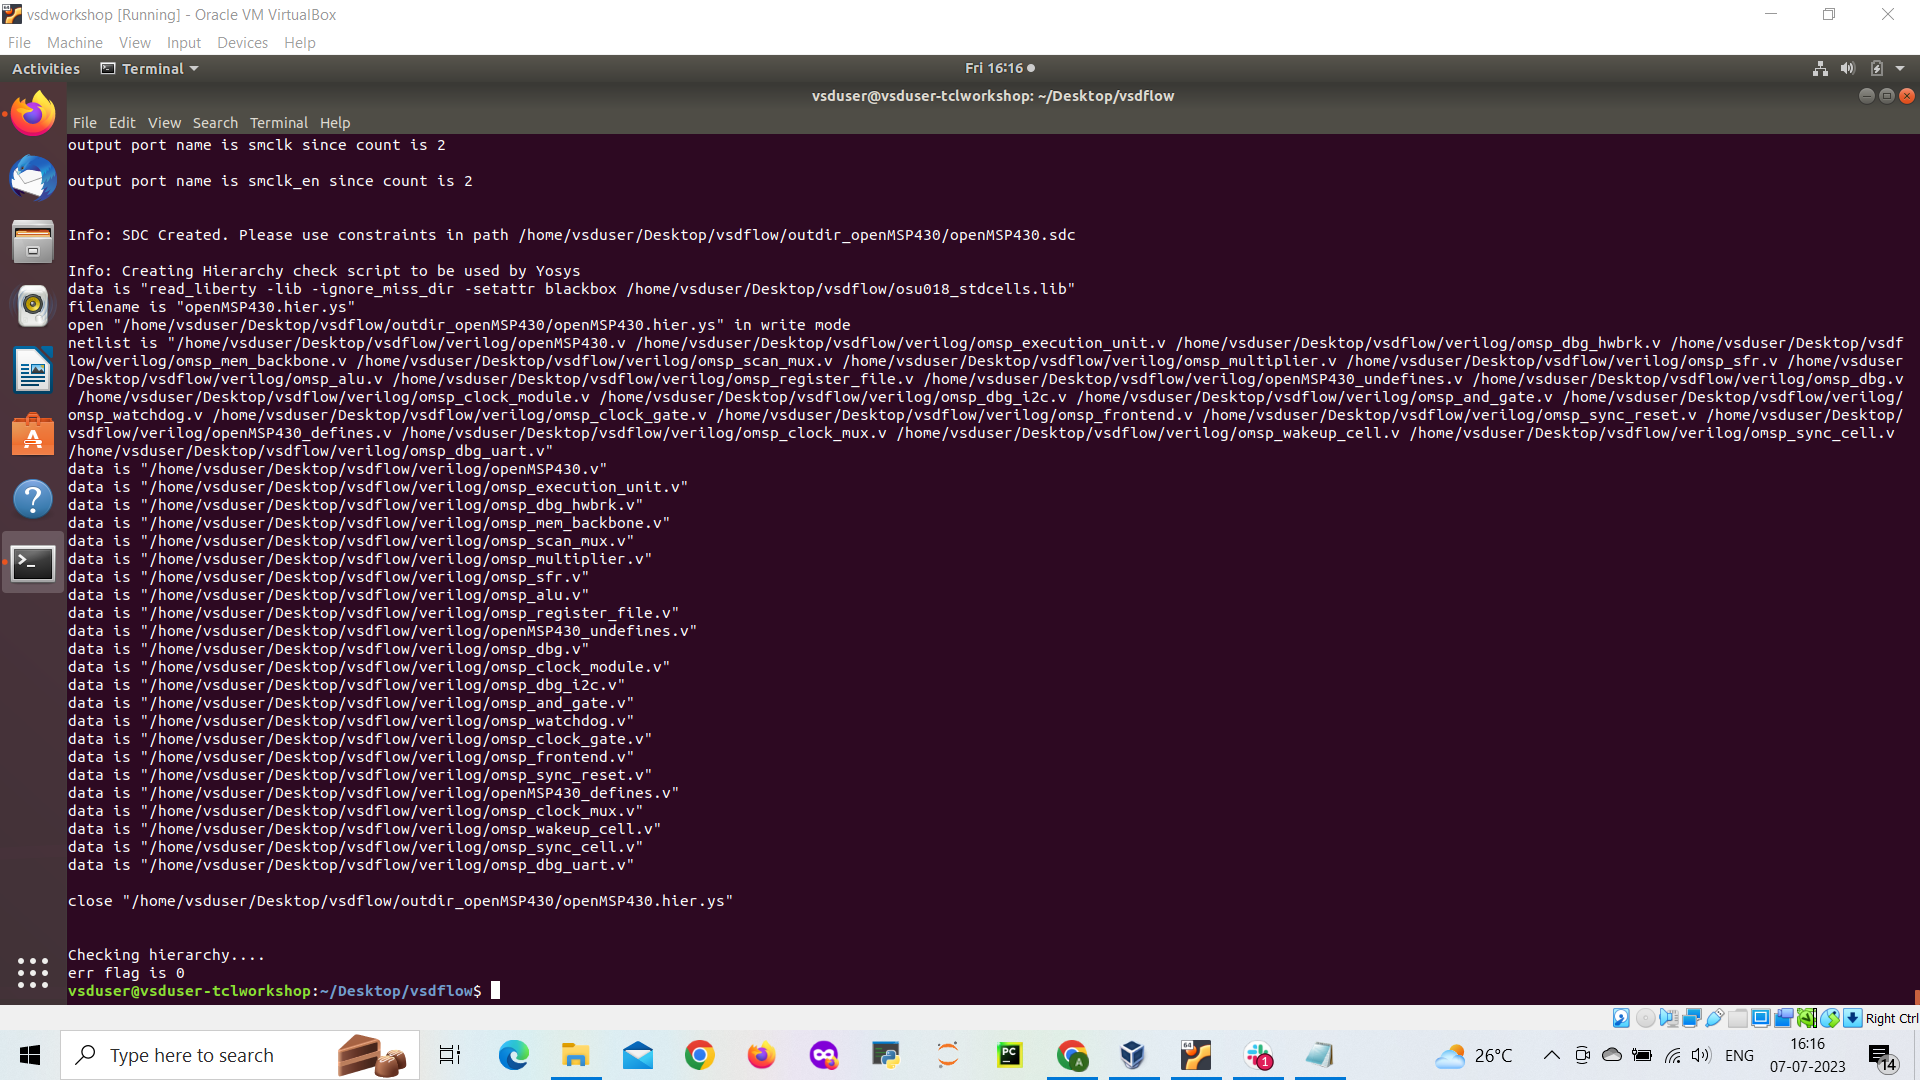 vsdworkshop [Running] - Oracle VM VirtualBox
File Machine View Input Devices Help
Activities Terminal Fri 16:16
vsduser@vsduser-tclworkshop: ~/Desktop/vsdflow
File Edit View Search Terminal Help
output port name is smclk since count is 2
output port name is smclk_en since count is 2
Info: SDC Created. Please use constraints in path /home/vsduser/Desktop/vsdflow/outdir_openMSP430/openMSP430.sdc
Info: Creating Hierarchy check script to be used by Yosys
data is "read_liberty -lib -ignore_miss_dir -setattr blackbox /home/vsduser/Desktop/vsdflow/osu018_stdcells.lib"
filename is "openMSP430.hier.ys"
open "/home/vsduser/Desktop/vsdflow/outdir_openMSP430/openMSP430.hier.ys" in write mode
netlist is "/home/vsduser/Desktop/vsdflow/verilog/openMSP430.v /home/vsduser/Desktop/vsdflow/verilog/omsp_execution_unit.v /home/vsduser/Desktop/vsdflow/verilog/omsp_dbg_hwbrk.v /home/vsduser/Desktop/vsdf
low/verilog/omsp_mem_backbone.v /home/vsduser/Desktop/vsdflow/verilog/omsp_scan_mux.v /home/vsduser/Desktop/vsdflow/verilog/omsp_multiplier.v /home/vsduser/Desktop/vsdflow/verilog/omsp_sfr.v /home/vsduser
/Desktop/vsdflow/verilog/omsp_alu.v /home/vsduser/Desktop/vsdflow/verilog/omsp_register_file.v /home/vsduser/Desktop/vsdflow/verilog/openMSP430_undefines.v /home/vsduser/Desktop/vsdflow/verilog/omsp_dbg.v
/home/vsduser/Desktop/vsdflow/verilog/omsp_clock_module.v /home/vsduser/Desktop/vsdflow/verilog/omsp_dbg_i2c.v /home/vsduser/Desktop/vsdflow/verilog/omsp_and_gate.v /home/vsduser/Desktop/vsdflow/verilog/
omsp_watchdog.v /home/vsduser/Desktop/vsdflow/verilog/omsp_clock_gate.v /home/vsduser/Desktop/vsdflow/verilog/omsp_frontend.v /home/vsduser/Desktop/vsdflow/verilog/omsp_sync_reset.v /home/vsduser/Desktop/
vsdflow/verilog/openMSP430_defines.v /home/vsduser/Desktop/vsdflow/verilog/omsp_clock_mux.v /home/vsduser/Desktop/vsdflow/verilog/omsp_wakeup_cell.v /home/vsduser/Desktop/vsdflow/verilog/omsp_sync_cell.v
/home/vsduser/Desktop/vsdflow/verilog/omsp_dbg_uart.v"
data is "/home/vsduser/Desktop/vsdflow/verilog/openMSP430.v"
data is "/home/vsduser/Desktop/vsdflow/verilog/omsp_execution_unit.v"
data is "/home/vsduser/Desktop/vsdflow/verilog/omsp_dbg_hwbrk.v"
data is "/home/vsduser/Desktop/vsdflow/verilog/omsp_mem_backbone.v"
data is "/home/vsduser/Desktop/vsdflow/verilog/omsp_scan_mux.v"
data is "/home/vsduser/Desktop/vsdflow/verilog/omsp_multiplier.v"
data is "/home/vsduser/Desktop/vsdflow/verilog/omsp_sfr.v"
data is "/home/vsduser/Desktop/vsdflow/verilog/omsp_alu.v"
data is "/home/vsduser/Desktop/vsdflow/verilog/omsp_register_file.v"
data is "/home/vsduser/Desktop/vsdflow/verilog/openMSP430_undefines.v"
data is "/home/vsduser/Desktop/vsdflow/verilog/omsp_dbg.v"
data is "/home/vsduser/Desktop/vsdflow/verilog/omsp_clock_module.v"
data is "/home/vsduser/Desktop/vsdflow/verilog/omsp_dbg_i2c.v"
data is "/home/vsduser/Desktop/vsdflow/verilog/omsp_and_gate.v"
data is "/home/vsduser/Desktop/vsdflow/verilog/omsp_watchdog.v"
data is "/home/vsduser/Desktop/vsdflow/verilog/omsp_clock_gate.v"
data is "/home/vsduser/Desktop/vsdflow/verilog/omsp_frontend.v"
data is "/home/vsduser/Desktop/vsdflow/verilog/omsp_sync_reset.v"
data is "/home/vsduser/Desktop/vsdflow/verilog/openMSP430_defines.v"
data is "/home/vsduser/Desktop/vsdflow/verilog/omsp_clock_mux.v"
data is "/home/vsduser/Desktop/vsdflow/verilog/omsp_wakeup_cell.v"
data is "/home/vsduser/Desktop/vsdflow/verilog/omsp_sync_cell.v"
data is "/home/vsduser/Desktop/vsdflow/verilog/omsp_dbg_uart.v"
close "/home/vsduser/Desktop/vsdflow/outdir_openMSP430/openMSP430.hier.ys"
Checking hierarchy....
err flag is 0
vsduser@vsduser-tclworkshop:~/Desktop/vsdflow$
Right Ctrl
Type here to search
PC
A
64
1
26°C
ENG
16:16
07-07-2023
14